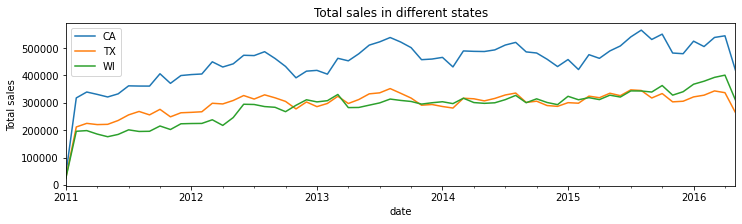 Total sales in different states
CA
TX
WI
Total sales
500000
400000
300000
200000
100000
0
2011 2012 2013 2014 2015 2016
date